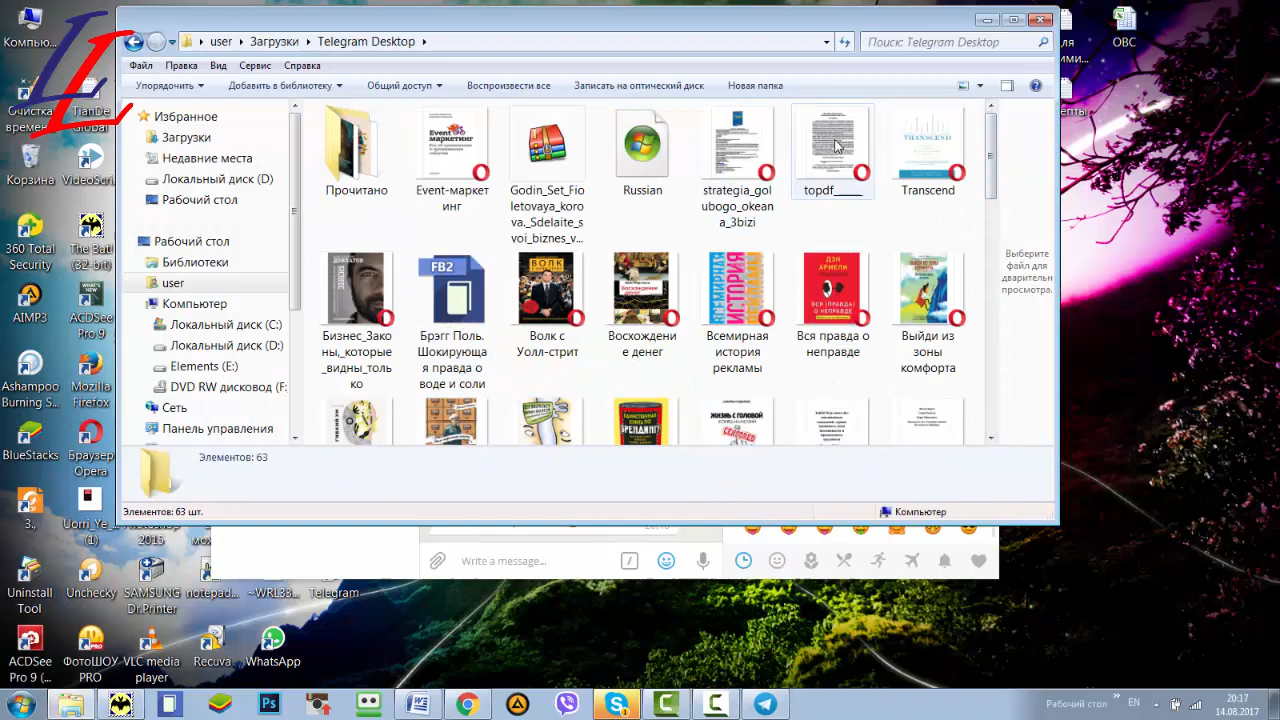 user
Загрузки
Telegram Desktop
Поиск: Telegram Desktop
Файл
Правка
Вид
Сервис
Справка
Упорядочить
Добавить в библиотеку
Общий доступ
Воспроизвести все
Записать на оптический диск
Новая папка
Избранное
Загрузки
Недавние места
Локальный диск (D)
Рабочий стол
Рабочий стол
Библиотеки
user
Компьютер
Локальный диск (C:)
Локальный диск (D:)
Elements (E:)
DVD RW дисковод (F:
Сеть
Панель управления
Прочитано
Event-маркет
инг
Godin_Set_Fio
letovaya_koro
va._Sdelaite_s
voi_biznes_v...
Russian
strategia_gol
ubogo_okean
a_3bizi
topdf_____
Transcend
Бизнес_Зако
ны,_которые
_видны_толь
ко
Брэгг Поль.
Шокирующа
я правда о
воде и соли
Волк с
Уолл-стрит
Восхождени
е денег
Всемирная
история
рекламы
Вся правда о
неправде
Выйди из
зоны
комфорта
FB2
Выберите
файл для
дварительн
просмотра.
Элементов: 63
Элементов: 63 шт.
Компьютер
Write a message...
Компью...
Очистка
времен
TianDe
Global
Корзина
VideoScri
360 Total
Security
The Bat!
(32-bit)
AIMP3
ACDSee
Pro 9
Ashampoo
Burning S...
Mozilla
Firefox
BlueStacks
Браузер
Opera
3.,
Uorri_Ye_
(1)
Photoshop
2015
Uninstall
Tool
Unchecky
SAMSUNG
Dr.Printer
notepad...
~WRL33
Telegram
ACDSee
Pro 9 (...
ФотоШОУ
PRO
VLC media
player
Recuva
WhatsApp
ОВС
Рабочий стол
EN
20:17
14.08.2017